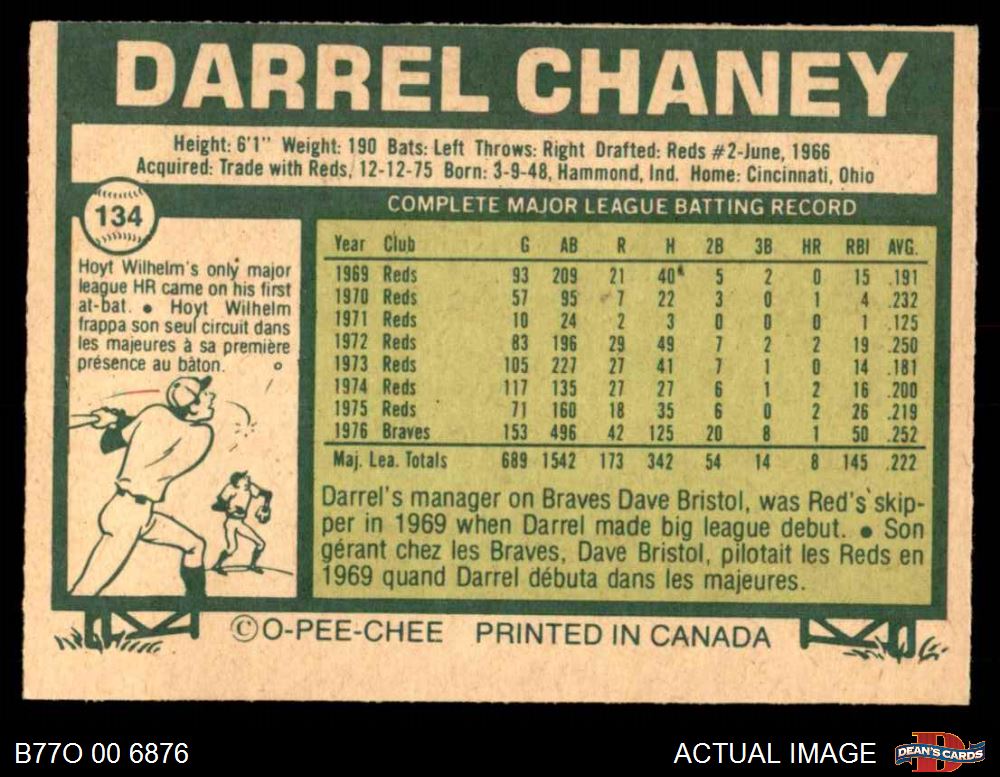 DARREL CHANEY
Height: 6'1" Weight: 190 Bats: Left Throws: Right Drafted: Reds #2-June, 1966
Acquired: Trade with Reds, 12-12-75 Born: 3-9-48, Hammond, Ind. Home: Cincinnati, Ohio
134
Hoyt Wilhelm's only major
league HR came on his first
at-bat. ● Hoyt Wilhelm
frappa son seul circuit dans
les majeures à sa première
présence au bâton.
COMPLETE MAJOR LEAGUE BATTING RECORD
Year Club G AB R H 2B 3B HR RBI AVG.
1969 Reds 93 209 21 40 5 2 0 15 .191
1970 Reds 57 95 7 22 3 0 1 4 .232
1971 Reds 10 24 2 3 0 0 0 1 .125
1972 Reds 83 196 29 49 7 2 2 19 .250
1973 Reds 105 227 27 41 7 1 0 14 .181
1974 Reds 117 135 27 27 6 1 2 16 .200
1975 Reds 71 160 18 35 6 0 2 26 .219
1976 Braves 153 496 42 125 20 8 1 50 .252
Maj. Lea. Totals 689 1542 173 342 54 14 8 145 .222
Darrel's manager on Braves Dave Bristol, was Red's skip-
per in 1969 when Darrel made big league debut. ● Son
gérant chez les Braves, Dave Bristol, pilotait les Reds en
1969 quand Darrel débuta dans les majeures.
©O-PEE-CHEE PRINTED IN CANADA
B77O 00 6876
ACTUAL IMAGE
DEAN'S CARDS